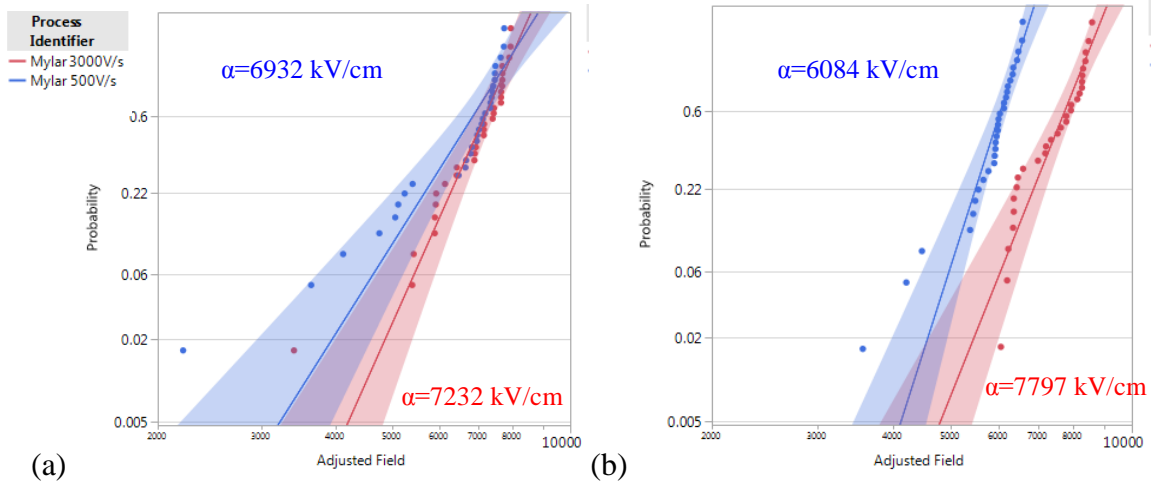 Process
Identifier
Mylar 3000V/s
Mylar 500V/s
α=6932 kV/cm
α=7232 kV/cm
Probability
0.6
0.22
0.06
0.02
0.005
2000 3000 4000 5000 6000 7000 8000 10000
Adjusted Field
(a)
α=6084 kV/cm
α=7797 kV/cm
Probability
0.6
0.22
0.06
0.02
0.005
2000 3000 4000 5000 6000 7000 8000 10000
Adjusted Field
(b)